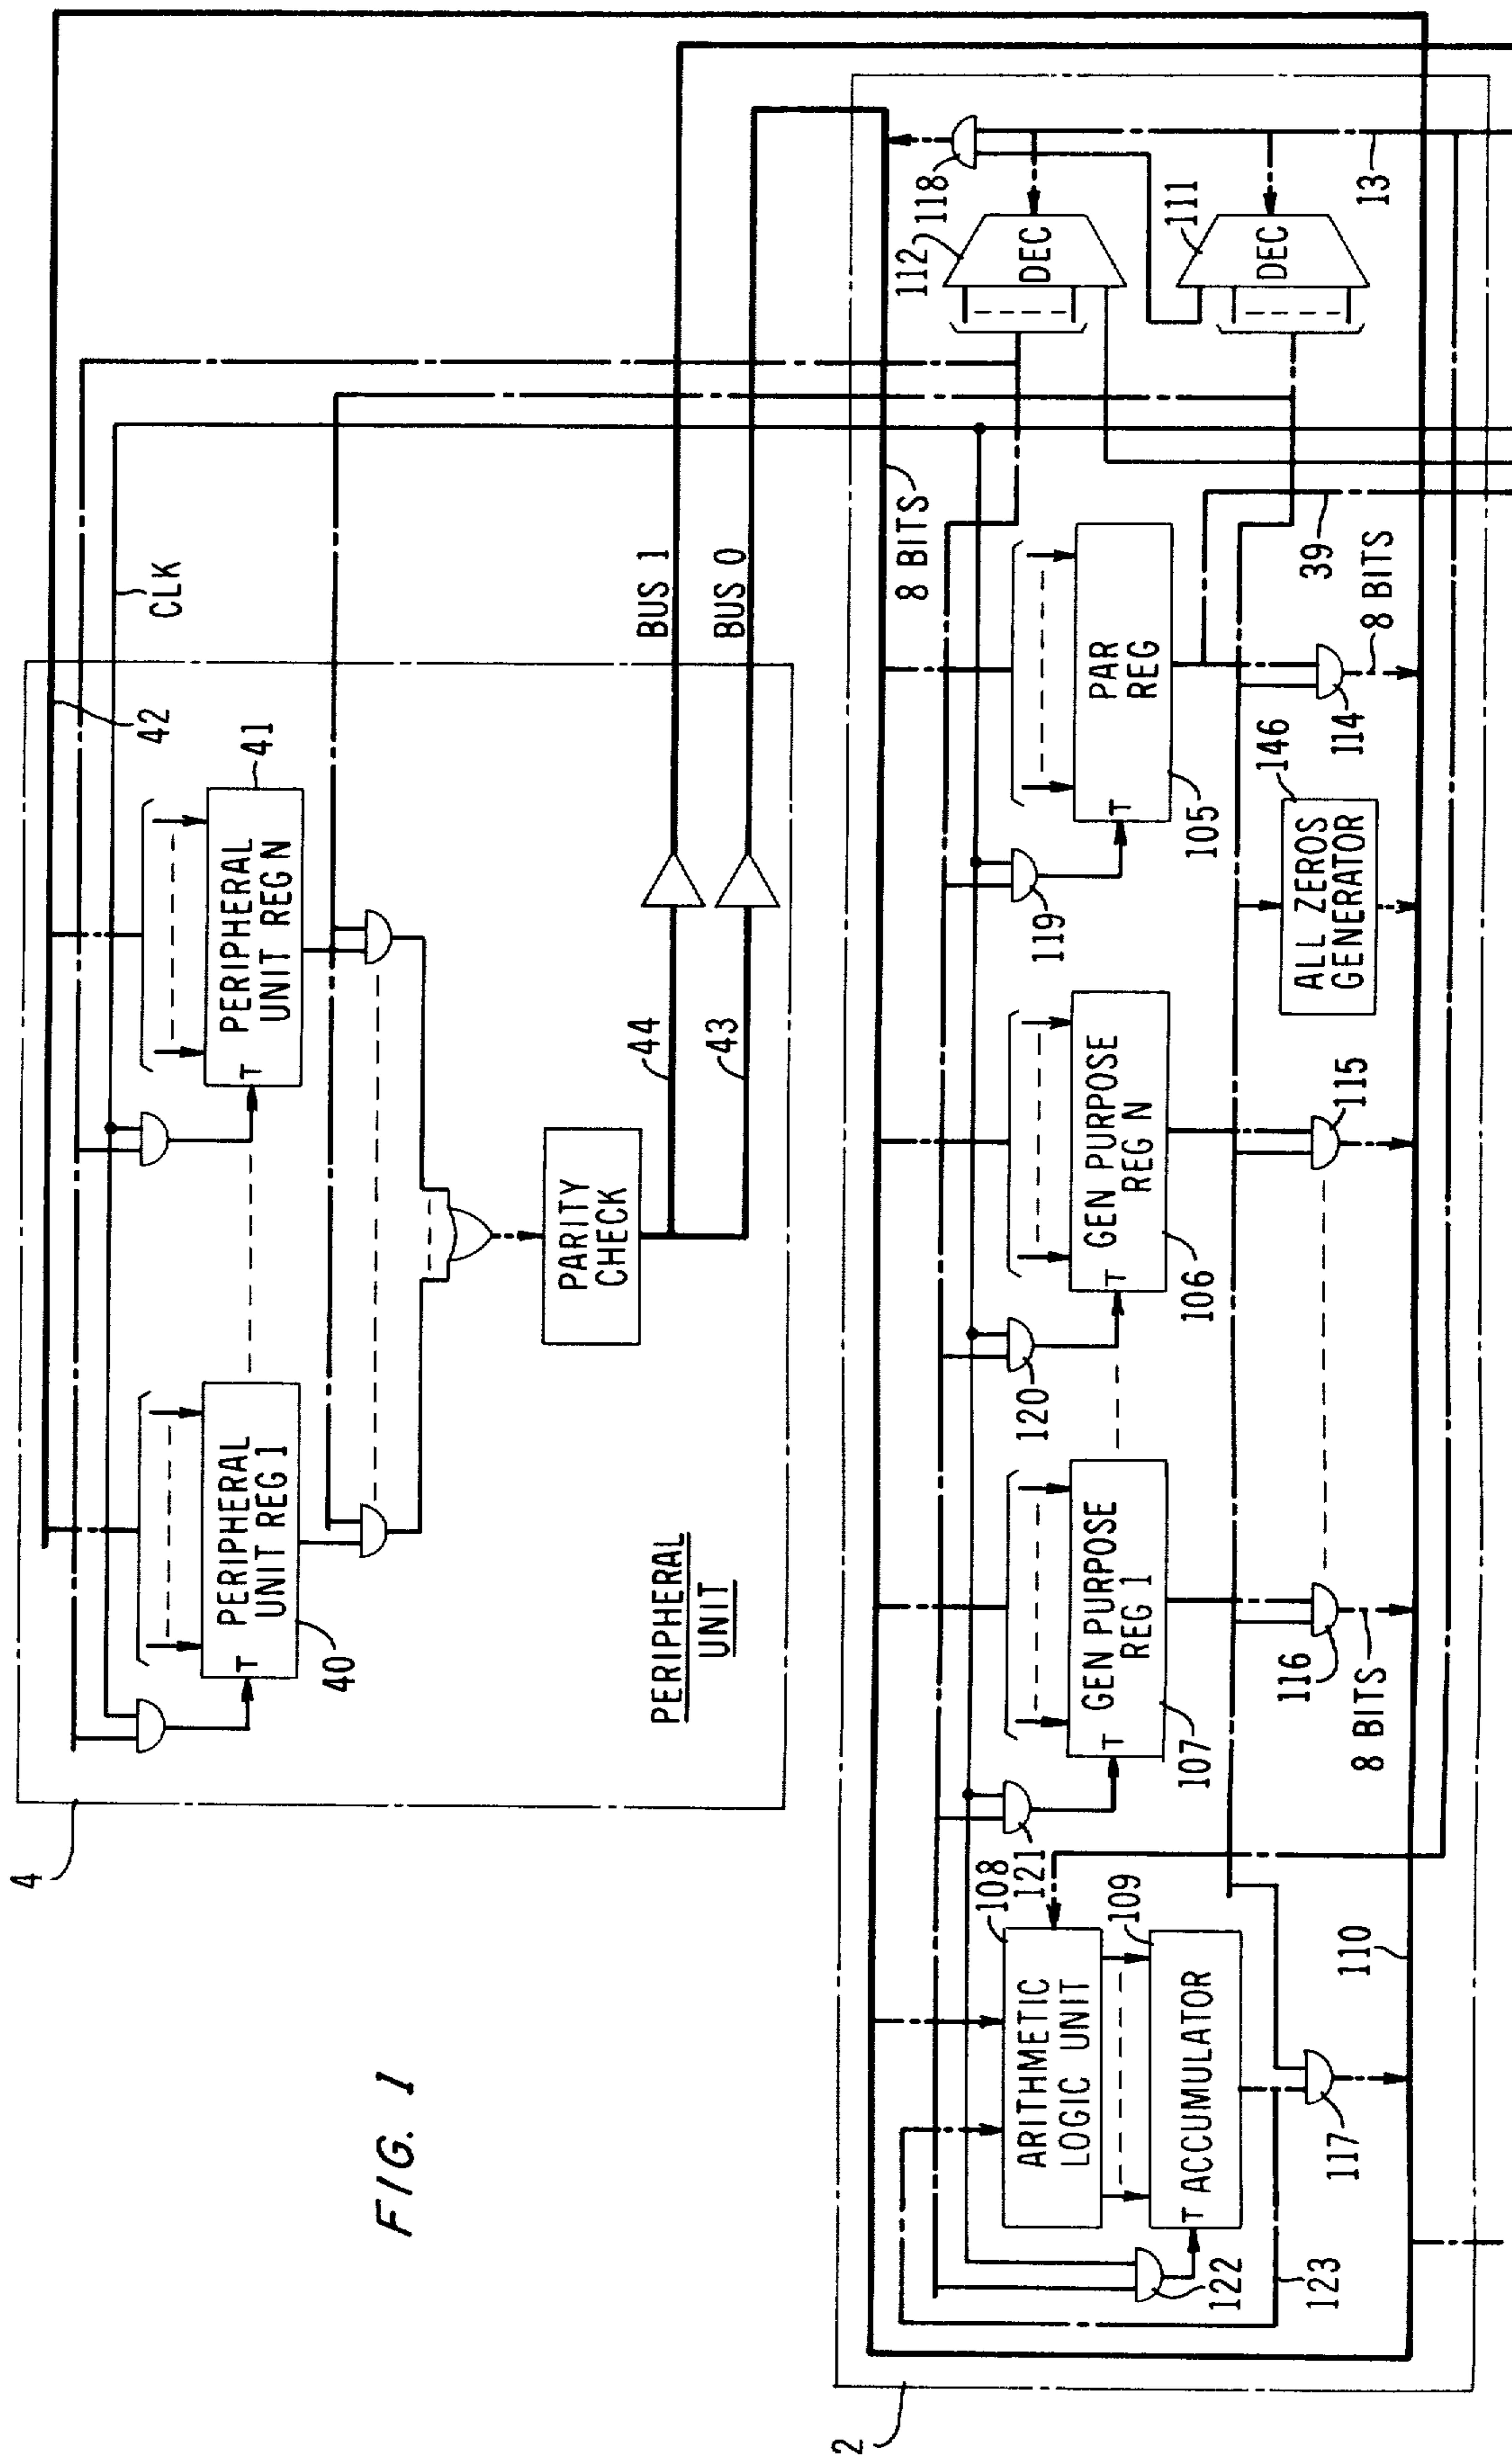 FIG. 1
4
42
CLK
PERIPHERAL
UNIT REG 1
T
40
PERIPHERAL
UNIT REG N
T
41
PARITY
CHECK
44
43
BUS 1
BUS 0
PERIPHERAL
UNIT
2
8 BITS
112
118
DEC
111
DEC
13
39
108
121
ARITHMETIC
LOGIC UNIT
109
T ACCUMULATOR
122
123
117
110
GEN PURPOSE
REG 1
T
107
116
8 BITS
120
GEN PURPOSE
REG N
T
106
115
119
PAR
REG
T
105
146
ALL ZEROS
GENERATOR
114
8 BITS